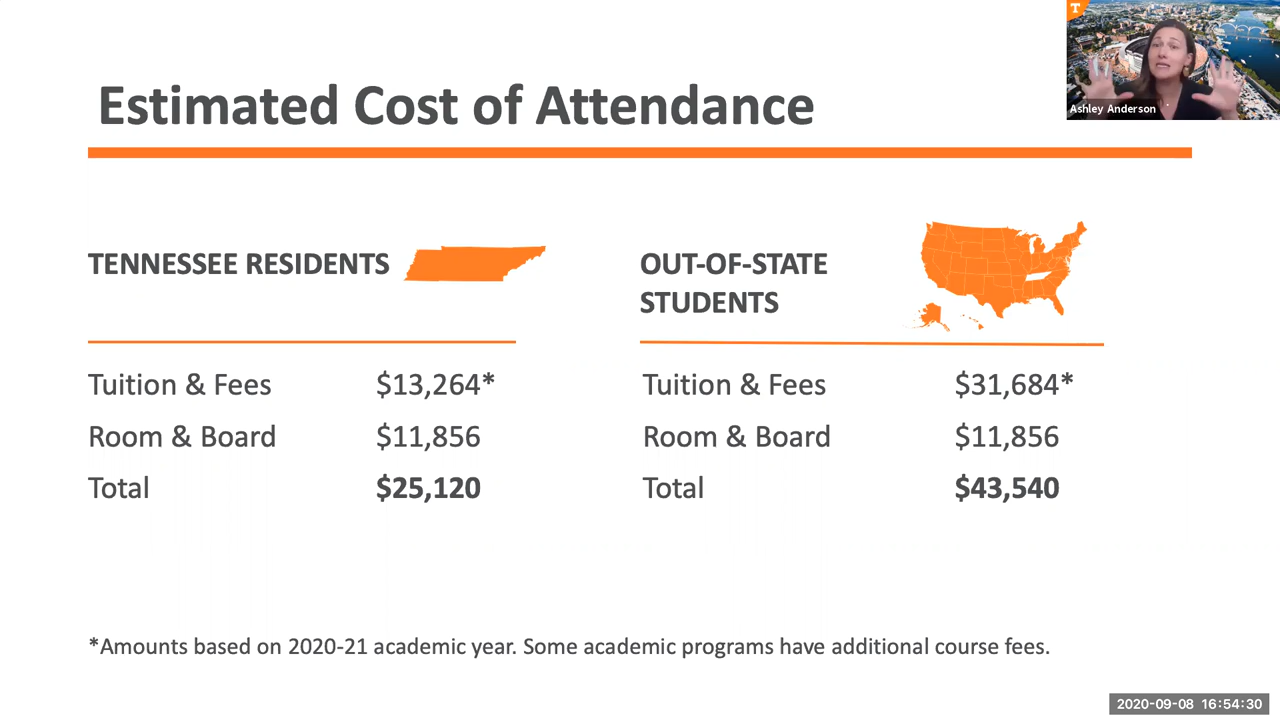 T
Ashley Anderson
Estimated Cost of Attendance
TENNESSEE RESIDENTS
Tuition & Fees $13,264*
Room & Board $11,856
Total $25,120
OUT-OF-STATE
STUDENTS
Tuition & Fees $31,684*
Room & Board $11,856
Total $43,540
*Amounts based on 2020-21 academic year. Some academic programs have additional course fees.
2020-09-08 16:54:30